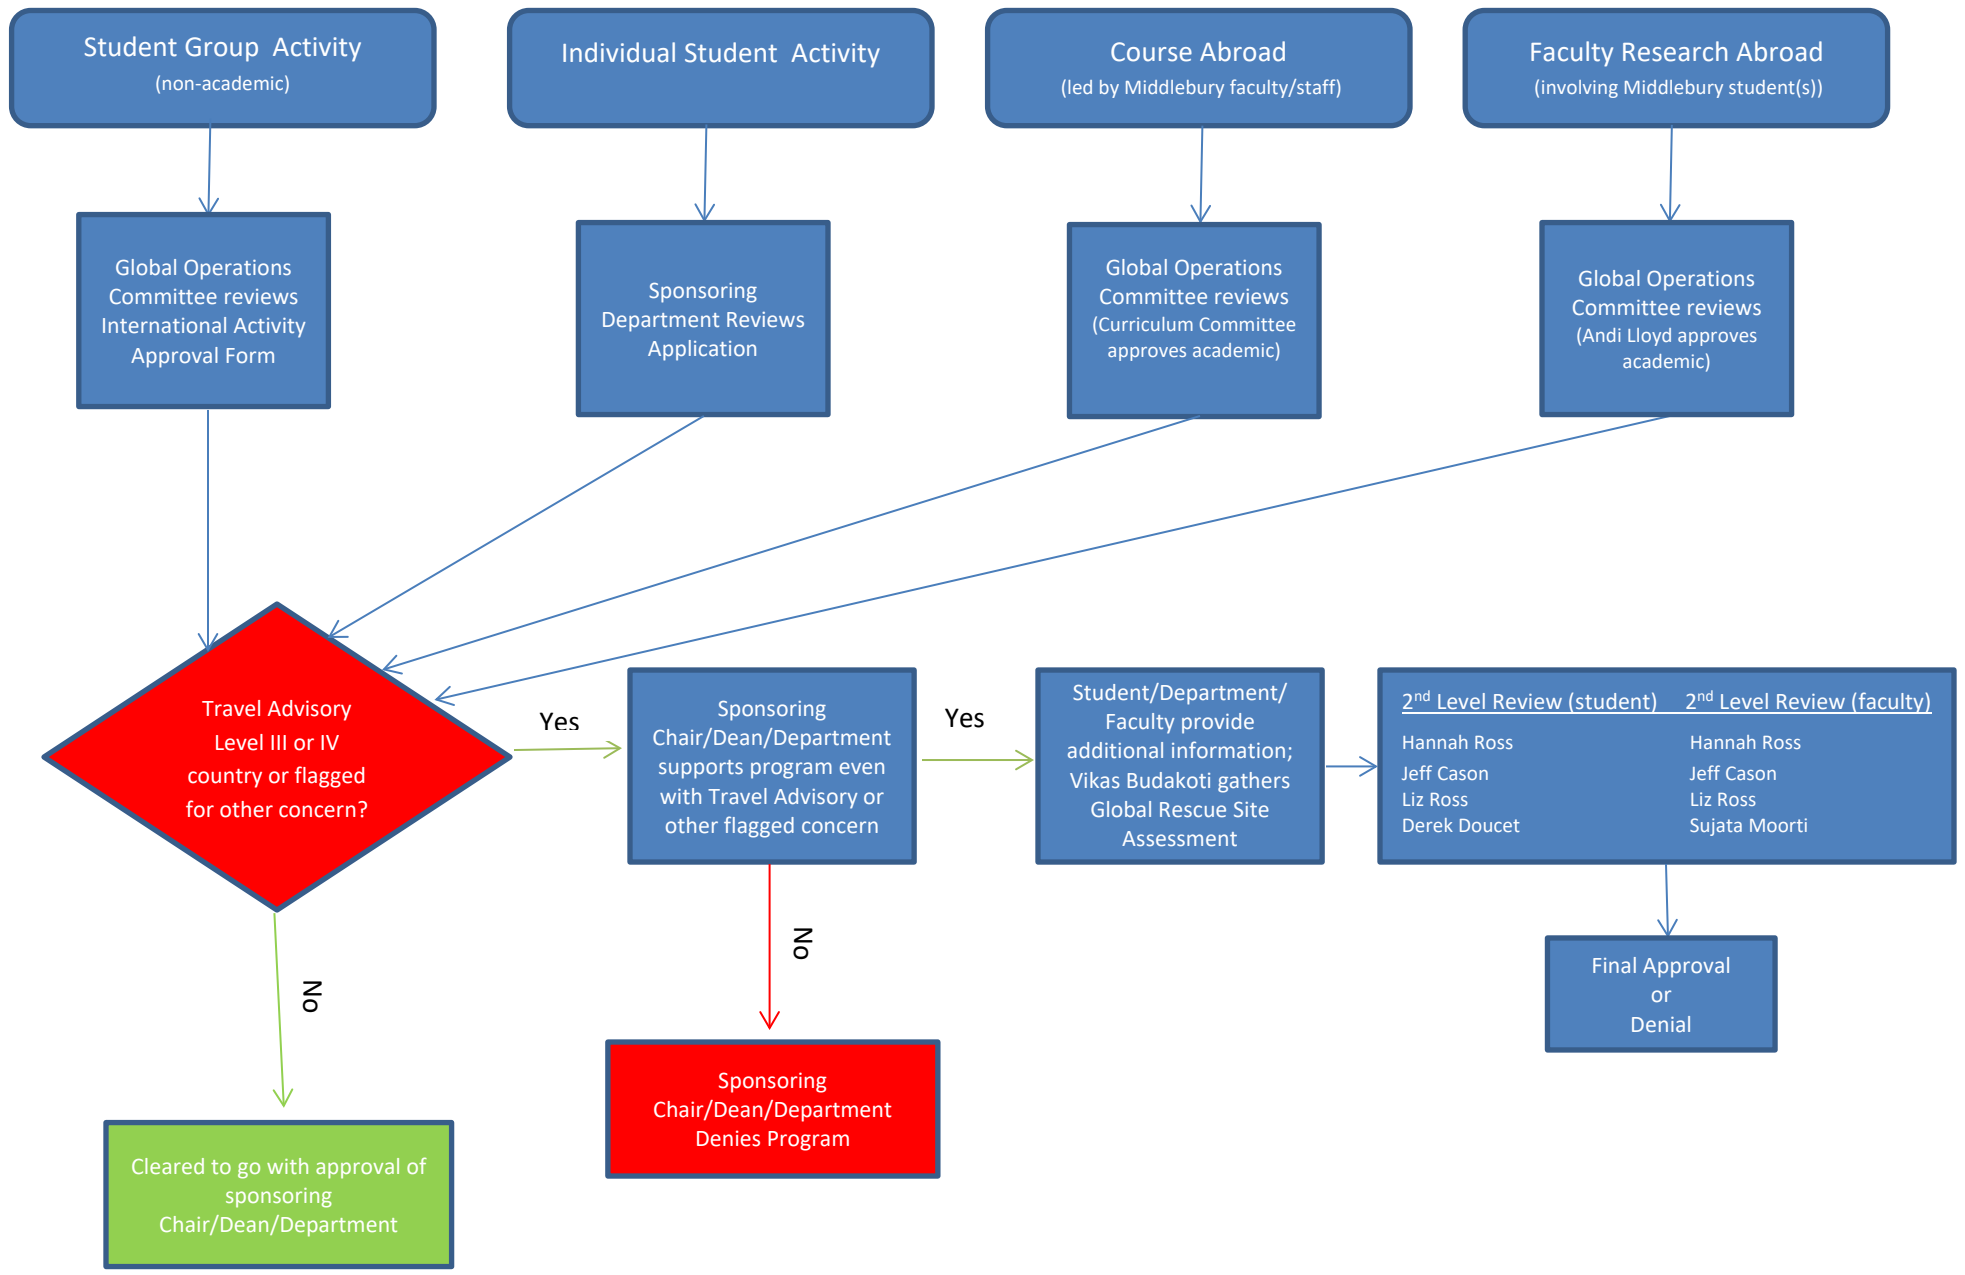 Student Group  Activity
(non-academic)
Individual Student  Activity
Course Abroad
(led by Middlebury faculty/staff)
Faculty Research Abroad
(involving Middlebury student(s))
Global Operations
Committee reviews
International Activity
Approval Form
Sponsoring
Department Reviews
Application
Global Operations
Committee reviews
(Curriculum Committee
approves academic)
Global Operations
Committee reviews
(Andi Lloyd approves
academic)
Travel Advisory
Level III or IV
country or flagged
for other concern?
Yes
Sponsoring
Chair/Dean/Department
supports program even
with Travel Advisory or
other flagged concern
Yes
Student/Department/
Faculty provide
additional information;
Vikas Budakoti gathers
Global Rescue Site
Assessment
2nd Level Review (student)
Hannah Ross
Jeff Cason
Liz Ross
Derek Doucet
2nd Level Review (faculty)
Hannah Ross
Jeff Cason
Liz Ross
Sujata Moorti
No
No
Final Approval
or
Denial
Sponsoring
Chair/Dean/Department
Denies Program
Cleared to go with approval of
sponsoring
Chair/Dean/Department